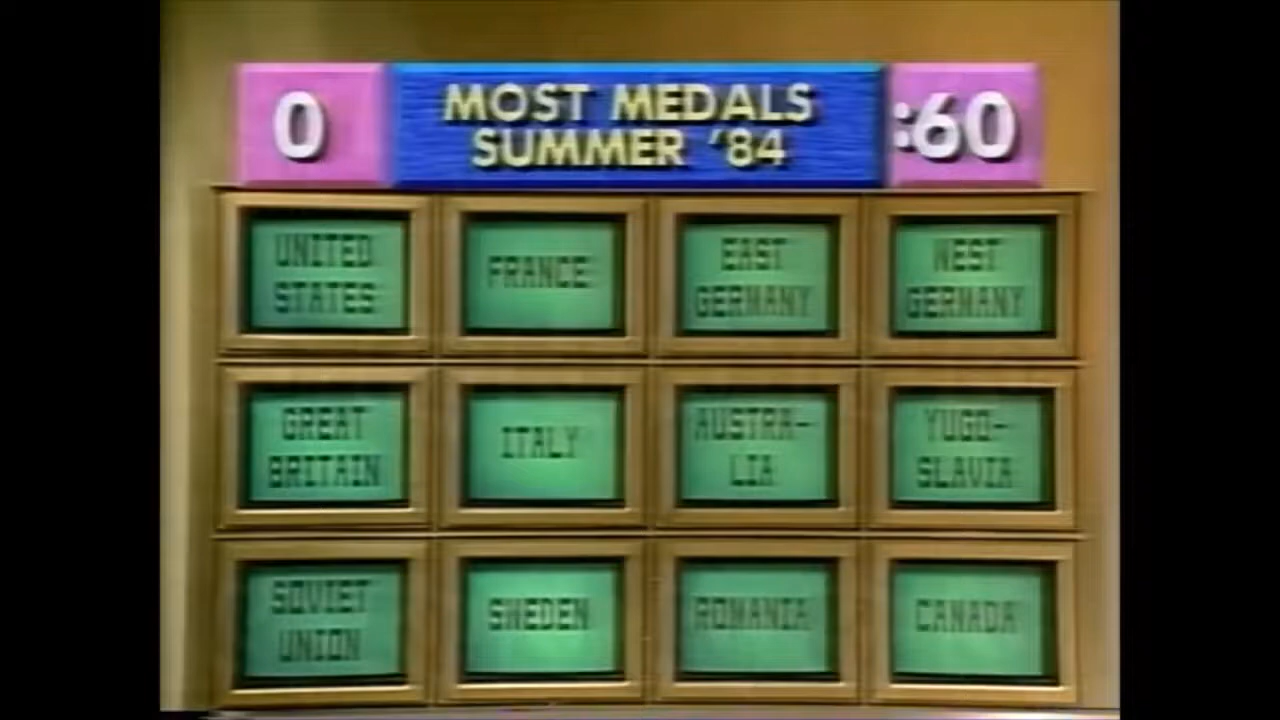 0
MOST MEDALS
SUMMER '84
:60
UNITED
STATES
FRANCE
EAST
GERMANY
WEST
GERMANY
GREAT
BRITAIN
ITALY
AUSTRA-
LIA
YUGO-
SLAVIA
SOVIET
UNION
SWEDEN
ROMANIA
CANADA